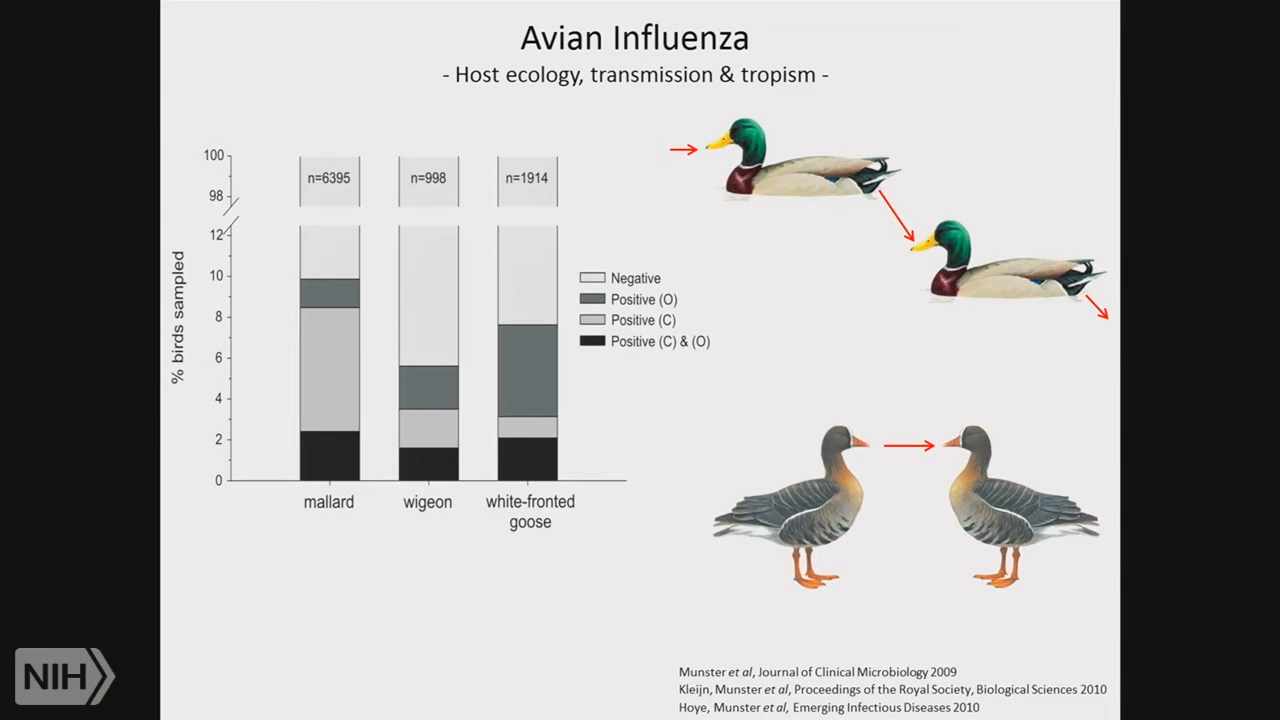 Avian Influenza
- Host ecology, transmission & tropism -
100
98
12
10
8
6
4
2
0
% birds sampled
n=6395
n=998
n=1914
Negative
Positive (O)
Positive (C)
Positive (C) & (O)
mallard
wigeon
white-fronted
goose
Munster et al, Journal of Clinical Microbiology 2009
Kleijn, Munster et al, Proceedings of the Royal Society, Biological Sciences 2010
Hoye, Munster et al, Emerging Infectious Diseases 2010
NIH